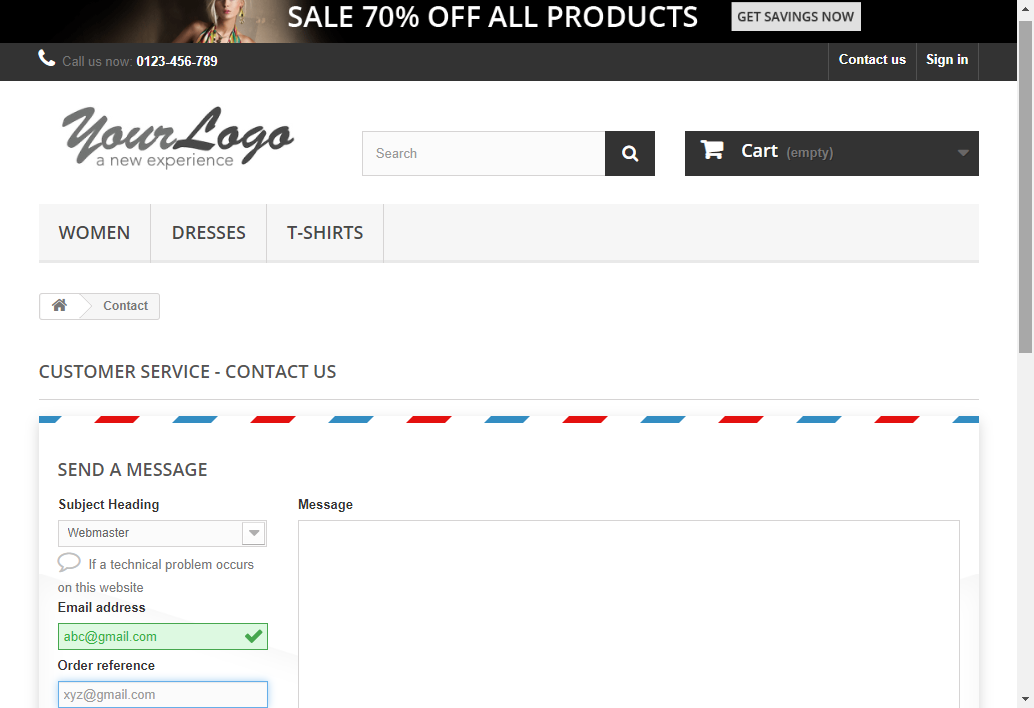 SALE 70% OFF ALL PRODUCTS GET SAVINGS NOW
Call us now: 0123-456-789 Contact us Sign in
YourLogo
a new experience
Search
Cart (empty)
WOMEN DRESSES T-SHIRTS
Contact
CUSTOMER SERVICE - CONTACT US
SEND A MESSAGE
Subject Heading
Webmaster
If a technical problem occurs
on this website
Email address
abc@gmail.com
Order reference
xyz@gmail.com
Message